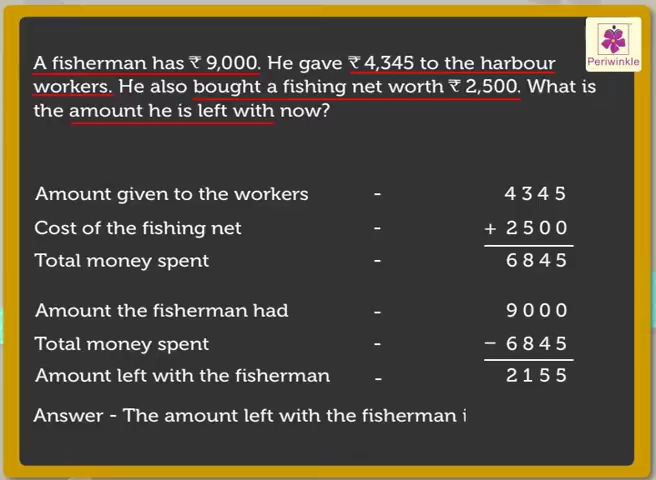 A fisherman has ₹ 9,000. He gave ₹ 4,345 to the harbour
workers. He also bought a fishing net worth ₹ 2,500. What is
the amount he is left with now?
Periwinkle
Amount given to the workers - 4345
Cost of the fishing net - + 2500
Total money spent - 6845
Amount the fisherman had - 9000
Total money spent - − 6845
Amount left with the fisherman - 2155
Answer - The amount left with the fisherman i